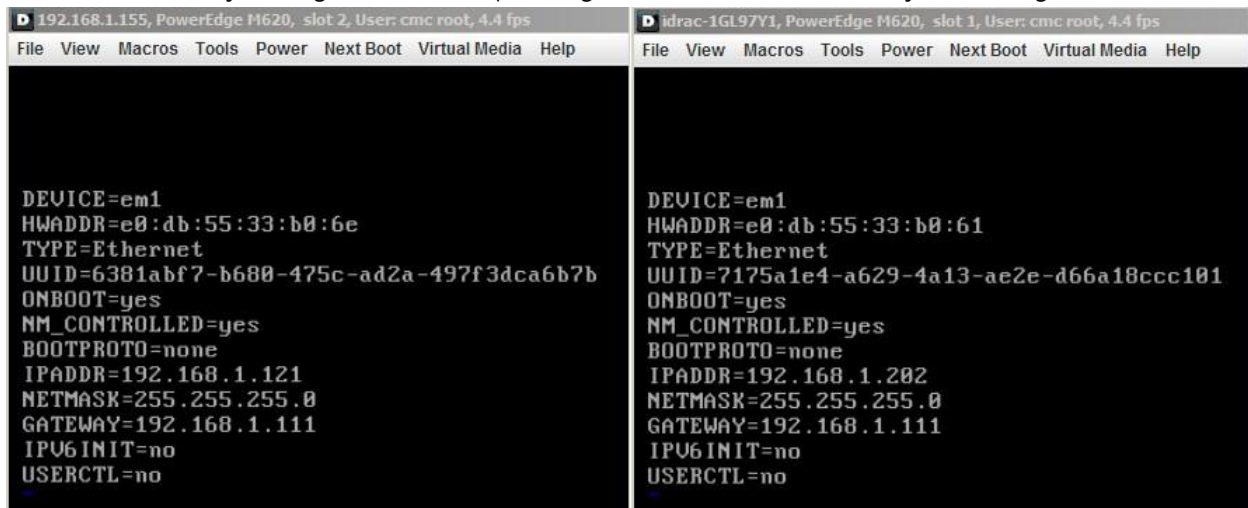 192.168.1.155, PowerEdge M620, slot 2, User: cmc root, 4.4 fps
File View Macros Tools Power Next Boot Virtual Media Help
DEVICE=em1
HWADDR=e0:db:55:33:b0:6e
TYPE=Ethernet
UUID=6381abf7-b680-475c-ad2a-497f3dca6b7b
ONBOOT=yes
NM_CONTROLLED=yes
BOOTPROTO=none
IPADDR=192.168.1.121
NETMASK=255.255.255.0
GATEWAY=192.168.1.111
IPV6INIT=no
USERCTL=no
idrac-1GL97Y1, PowerEdge M620, slot 1, User: cmc root, 4.4 fps
File View Macros Tools Power Next Boot Virtual Media Help
DEVICE=em1
HWADDR=e0:db:55:33:b0:61
TYPE=Ethernet
UUID=7175a1e4-a629-4a13-ae2e-d66a18ccc101
ONBOOT=yes
NM_CONTROLLED=yes
BOOTPROTO=none
IPADDR=192.168.1.202
NETMASK=255.255.255.0
GATEWAY=192.168.1.111
IPV6INIT=no
USERCTL=no